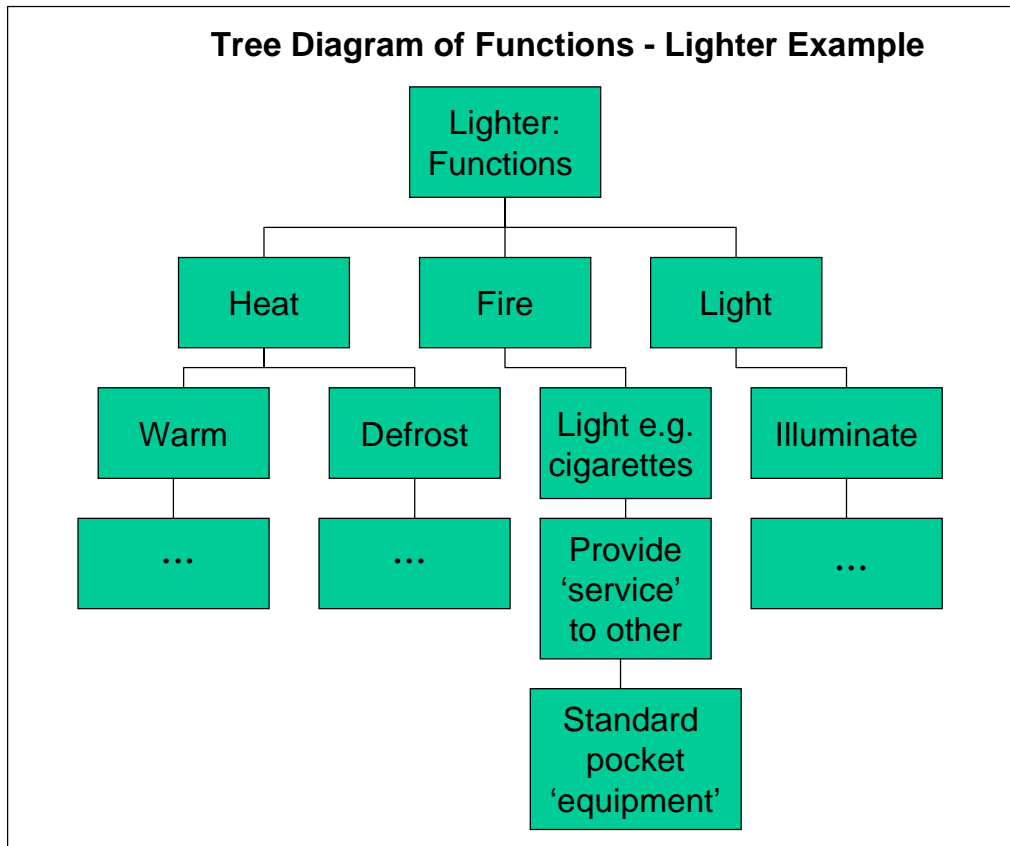 Tree Diagram of Functions - Lighter Example
Lighter:
Functions
Heat
Fire
Light
Warm
Defrost
Light e.g.
cigarettes
Illuminate
...
...
Provide
‘service’
to other
...
Standard
pocket
‘equipment’